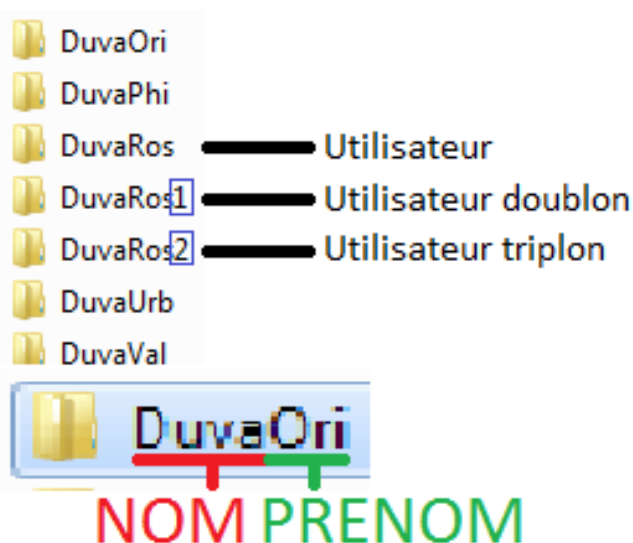 DuvaOri
DuvaPhi
DuvaRos Utilisateur
DuvaRos1 Utilisateur doublon
DuvaRos2 Utilisateur triplon
DuvaUrb
DuvaVal
DuvaOri
NOM PRENOM